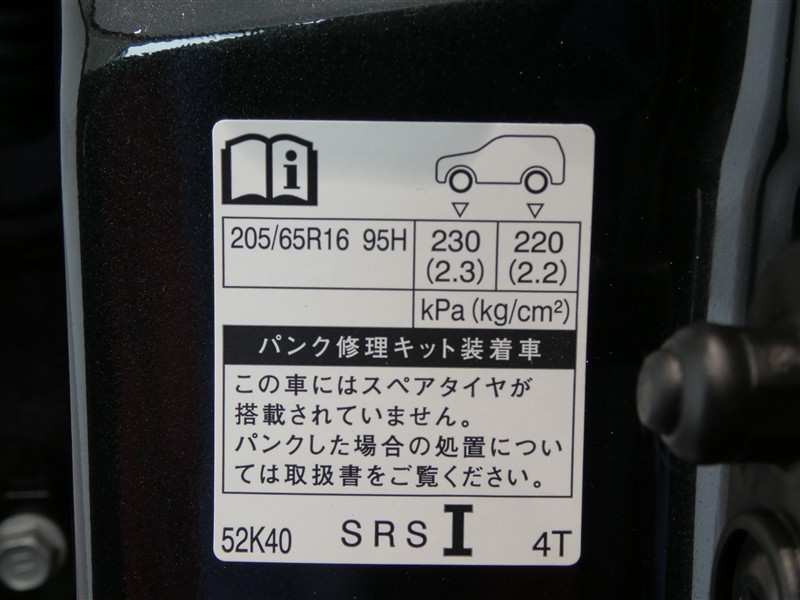 205/65R16 95H 230 220
(2.3) (2.2)
kPa (kg/cm²)
パンク修理キット装着車
この車にはスペアタイヤが
搭載されていません。
パンクした場合の処置につい
ては取扱書をご覧ください。
52K40 SRS I 4T